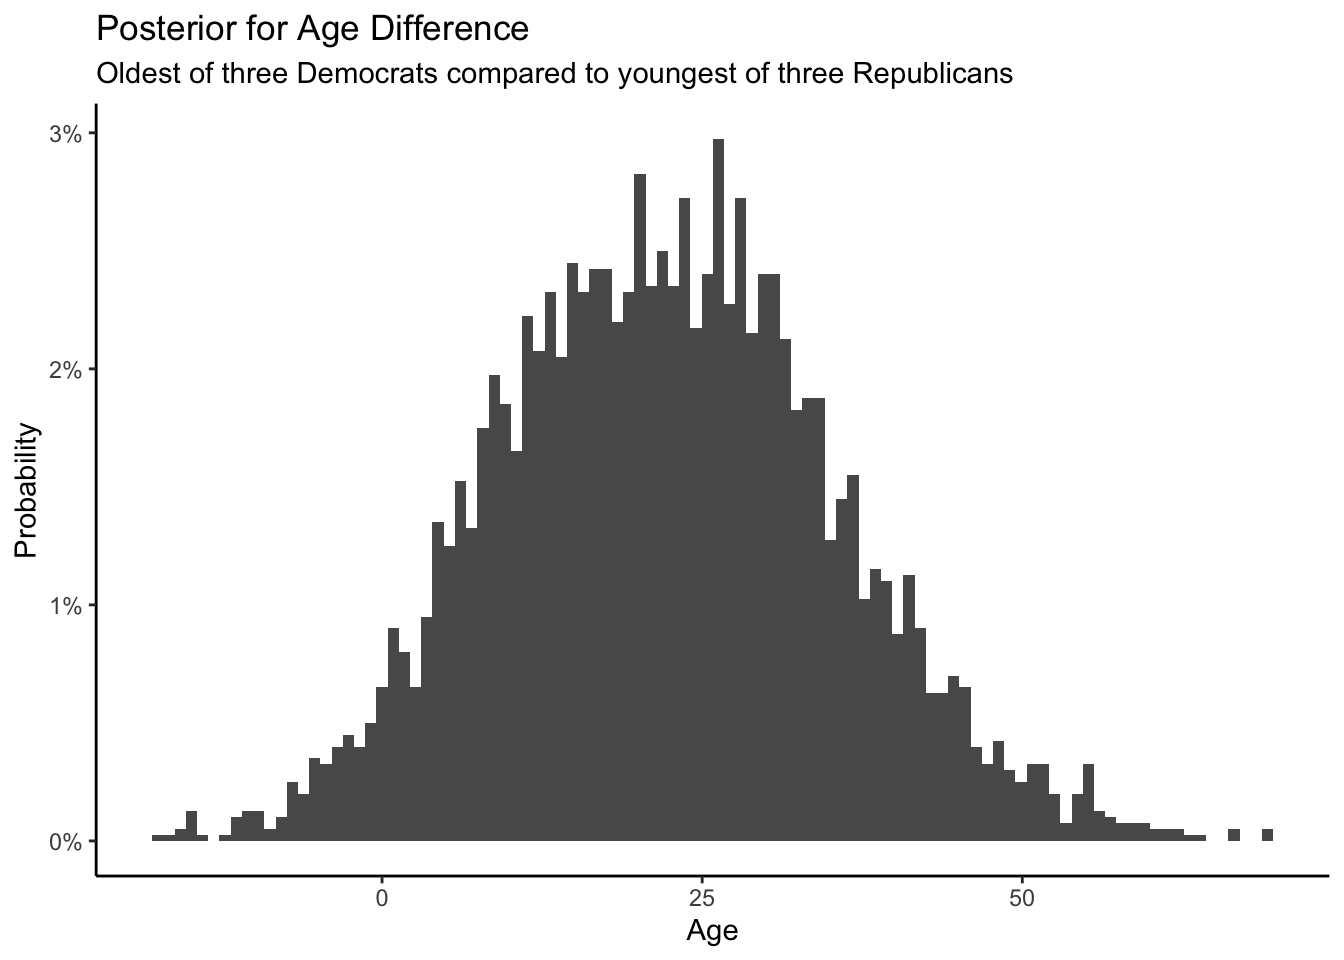 Posterior for Age Difference
Oldest of three Democrats compared to youngest of three Republicans
3%
2%
1%
0%
Probability
0
25
50
Age